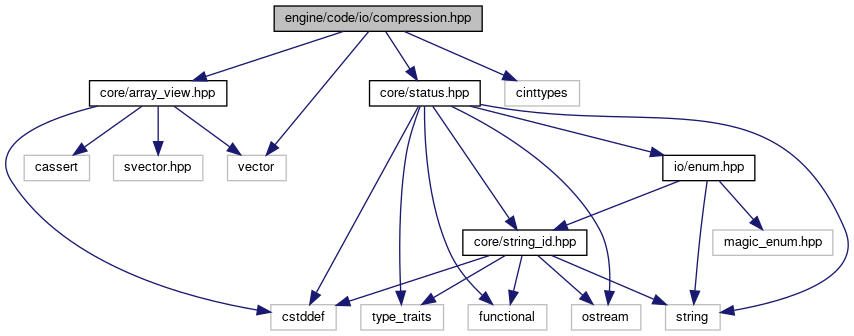 engine/code/io/compression.hpp
core/array_view.hpp
core/status.hpp
cinttypes
cassert
svector.hpp
vector
io/enum.hpp
core/string_id.hpp
magic_enum.hpp
cstddef
type_traits
functional
ostream
string